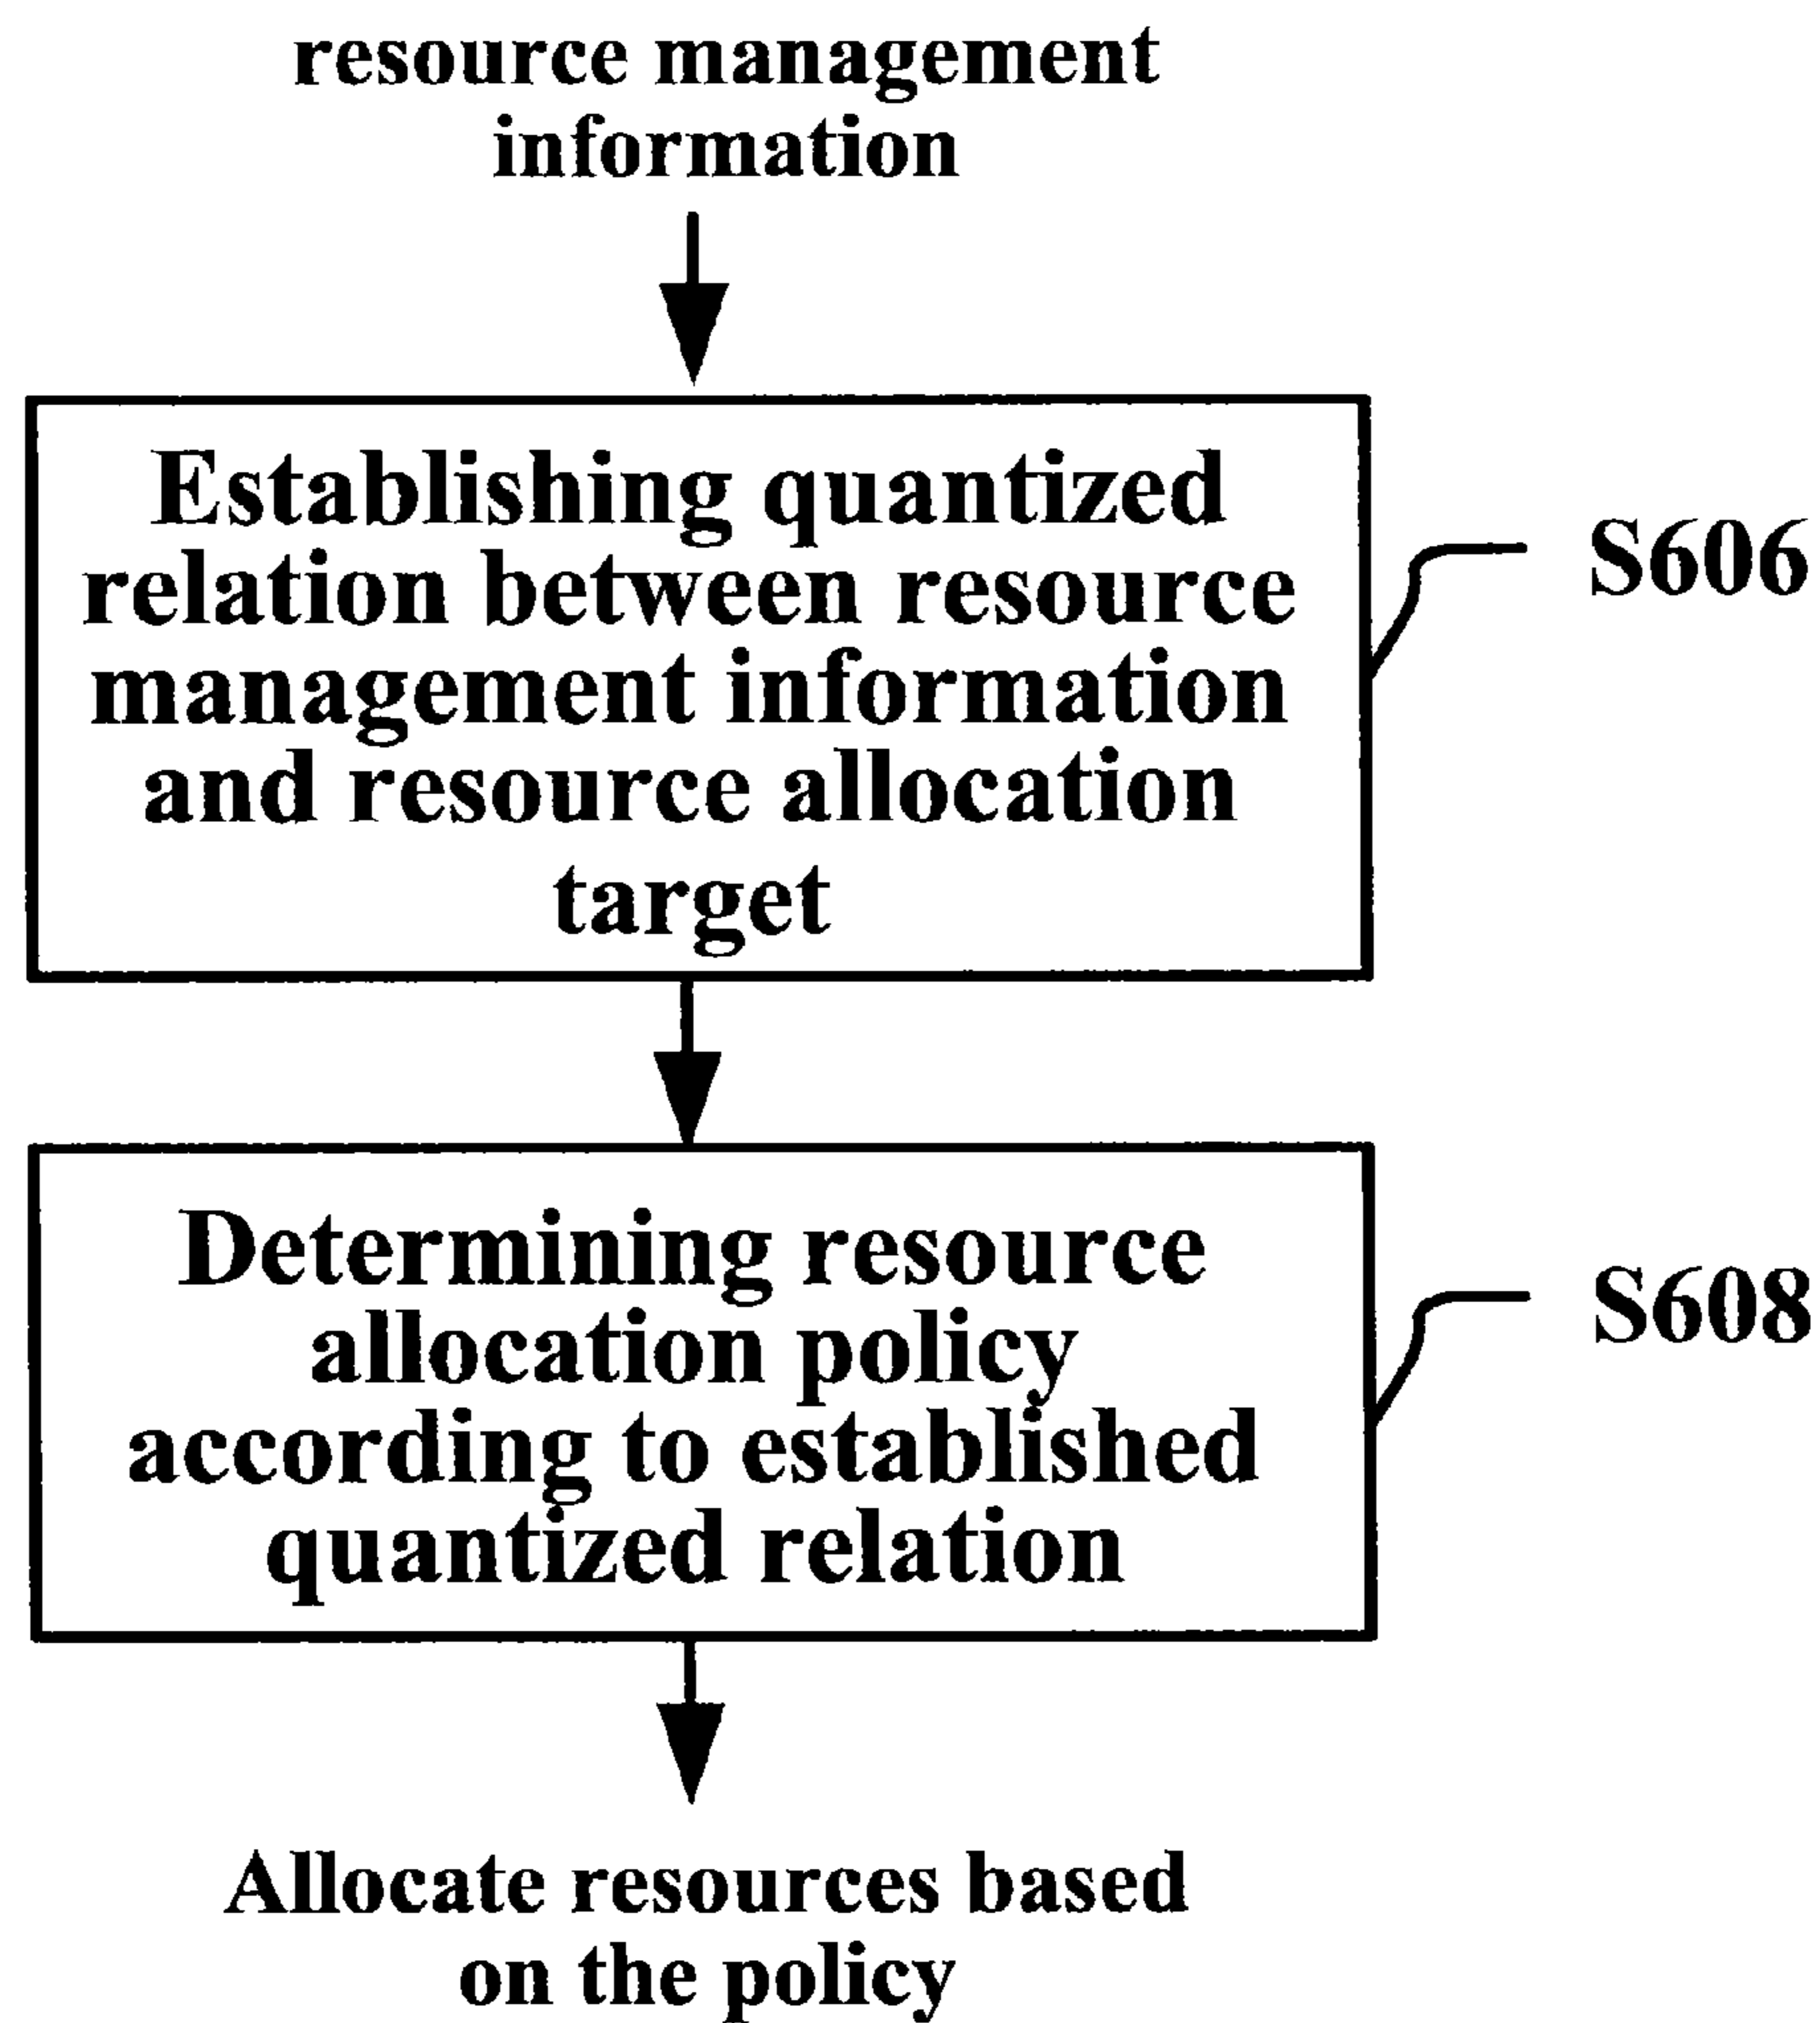 resource management
information
Establishing quantized
relation between resource
management information
and resource allocation
target
S606
Determining resource
allocation policy
according to established
quantized relation
S608
Allocate resources based
on the policy